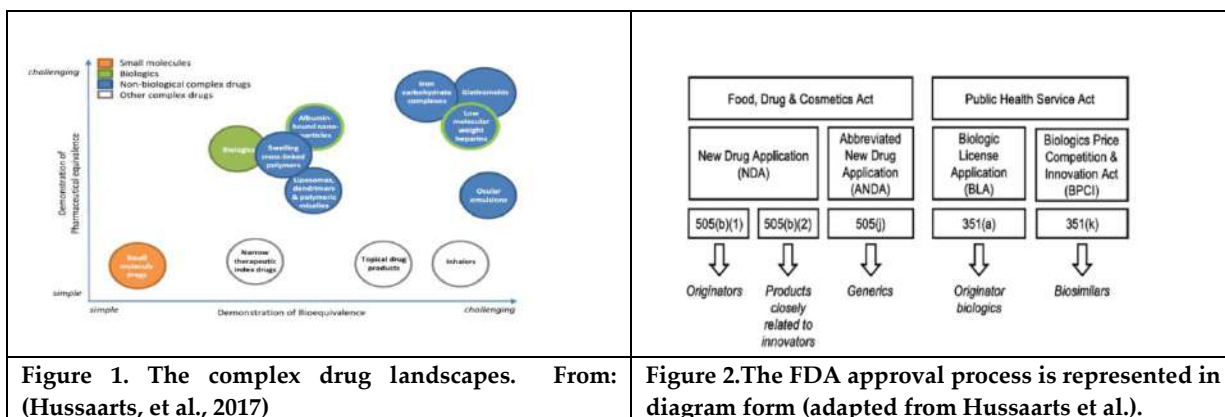 Small molecules
Biologics
Non-biological complex drugs
Other complex drugs
challenging
Demonstration of
Pharmaceutical equivalence
simple
Iron
carbohydrate
complexes
Glatiramoids
Low
molecular
weight
heparins
Albumin-
bound nano-
particles
Biologics
Swelling
cross-linked
polymers
Liposomes,
dendrimers
& polymeric
micelles
Ocular
emulsions
Small
molecule
drugs
Narrow
therapeutic
index drugs
Topical drug
products
Inhalers
simple
Demonstration of Bioequivalence
challenging
Figure 1. The complex drug landscapes. From:
(Hussaarts, et al., 2017)
Food, Drug & Cosmetics Act
Public Health Service Act
New Drug Application
(NDA)
Abbreviated
New Drug
Application
(ANDA)
Biologic
License
Application
(BLA)
Biologics Price
Competition &
Innovation Act
(BPCI)
505(b)(1)
505(b)(2)
505(j)
351(a)
351(k)
Originators
Products
closely
related to
innovators
Generics
Originator
biologics
Biosimilars
Figure 2.The FDA approval process is represented in
diagram form (adapted from Hussaarts et al.).